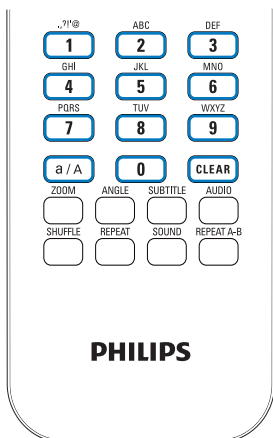 .,?!'@ ABC DEF
1 2 3
GHI JKL MNO
4 5 6
PQRS TUV WXYZ
7 8 9
a / A 0 CLEAR
ZOOM ANGLE SUBTITLE AUDIO
SHUFFLE REPEAT SOUND REPEAT A-B
PHILIPS